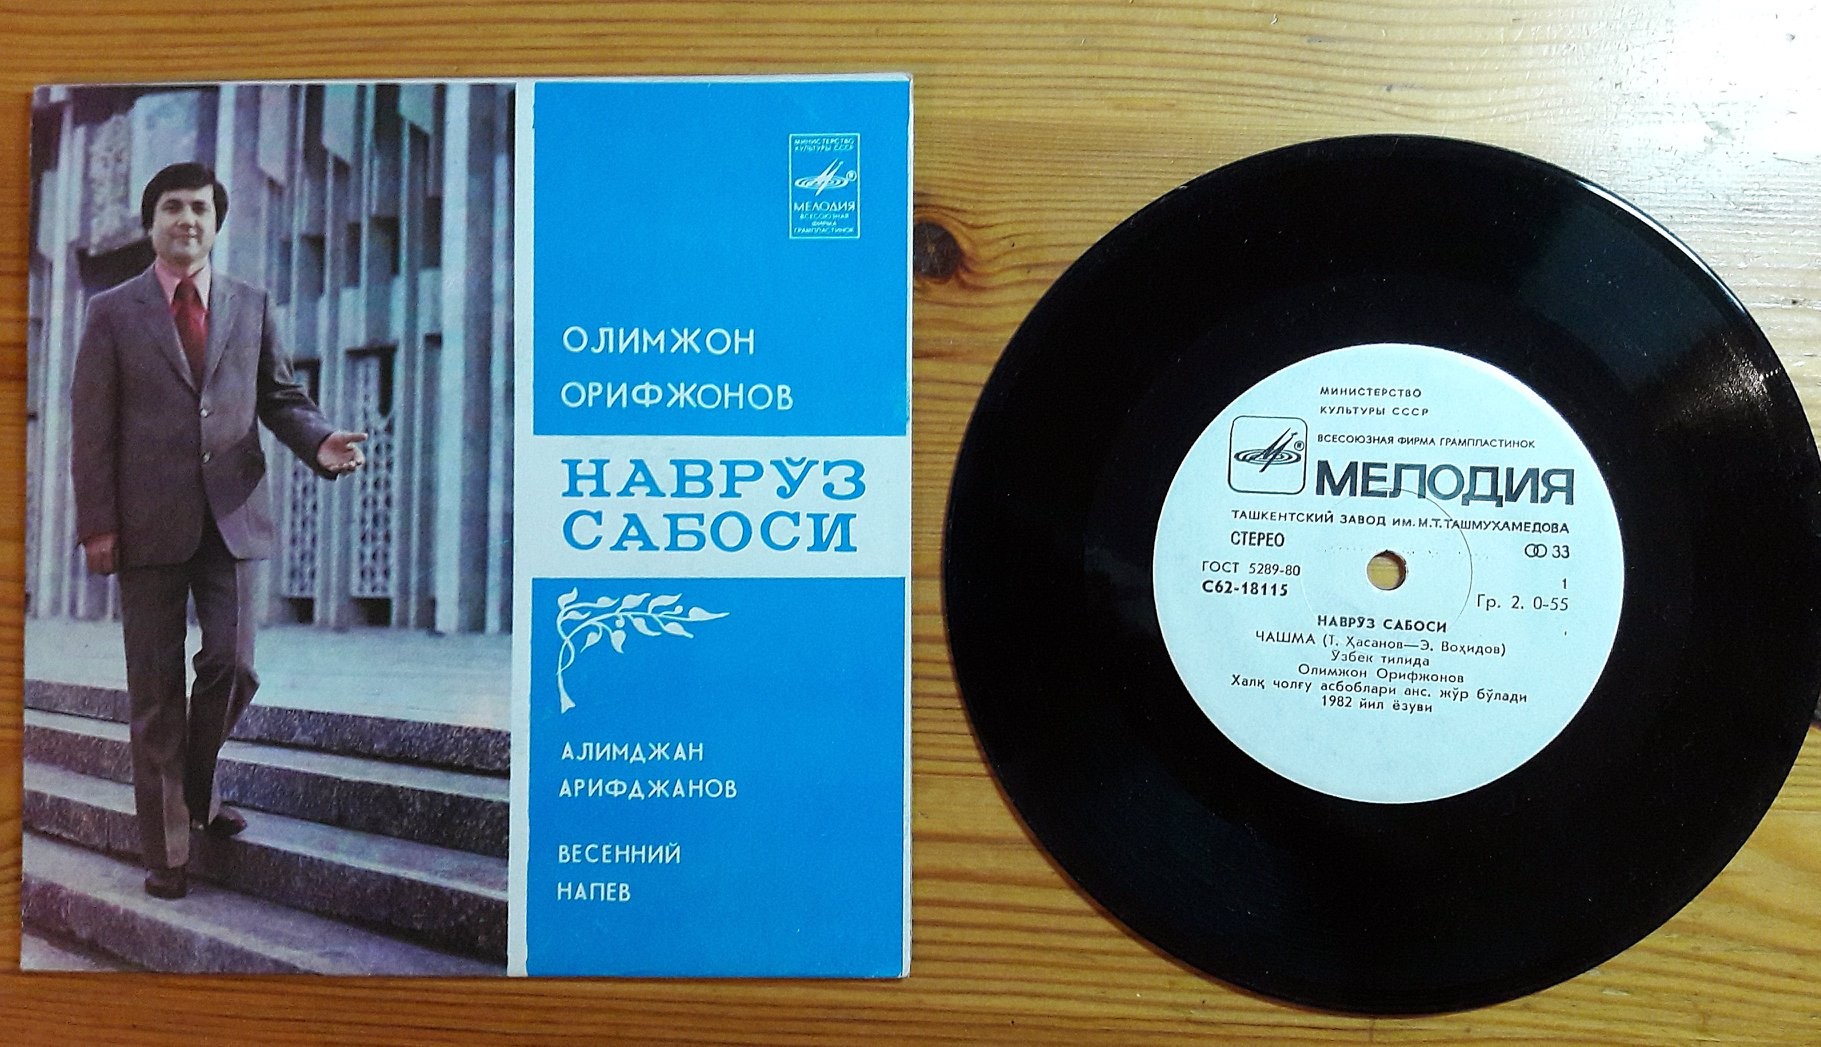 МИНИСТЕРСТВО
КУЛЬТУРЫ СССР
МЕЛОДИЯ
ВСЕСОЮЗНАЯ
ФИРМА
ГРАМПЛАСТИНОК
ОЛИМЖОН
ОРИФЖОНОВ
НАВРЎЗ
САБОСИ
АЛИМДЖАН
АРИФДЖАНОВ
ВЕСЕННИЙ
НАПЕВ
МИНИСТЕРСТВО
КУЛЬТУРЫ СССР
ВСЕСОЮЗНАЯ ФИРМА ГРАМПЛАСТИНОК
МЕЛОДИЯ
ТАШКЕНТСКИЙ ЗАВОД ИМ. М.Т. ТАШМУХАМЕДОВА
СТЕРЕО 33
ГОСТ 5289-80 1
С62-18115 Гр. 2. 0-55
НАВРЎЗ САБОСИ
ЧАШМА (Т. Ҳасанов—Э. Воҳидов)
Ўзбек тилида
Олимжон Орифжонов
Халқ чолғу асбоблари анс. жўр бўлади
1982 йил ёзуви